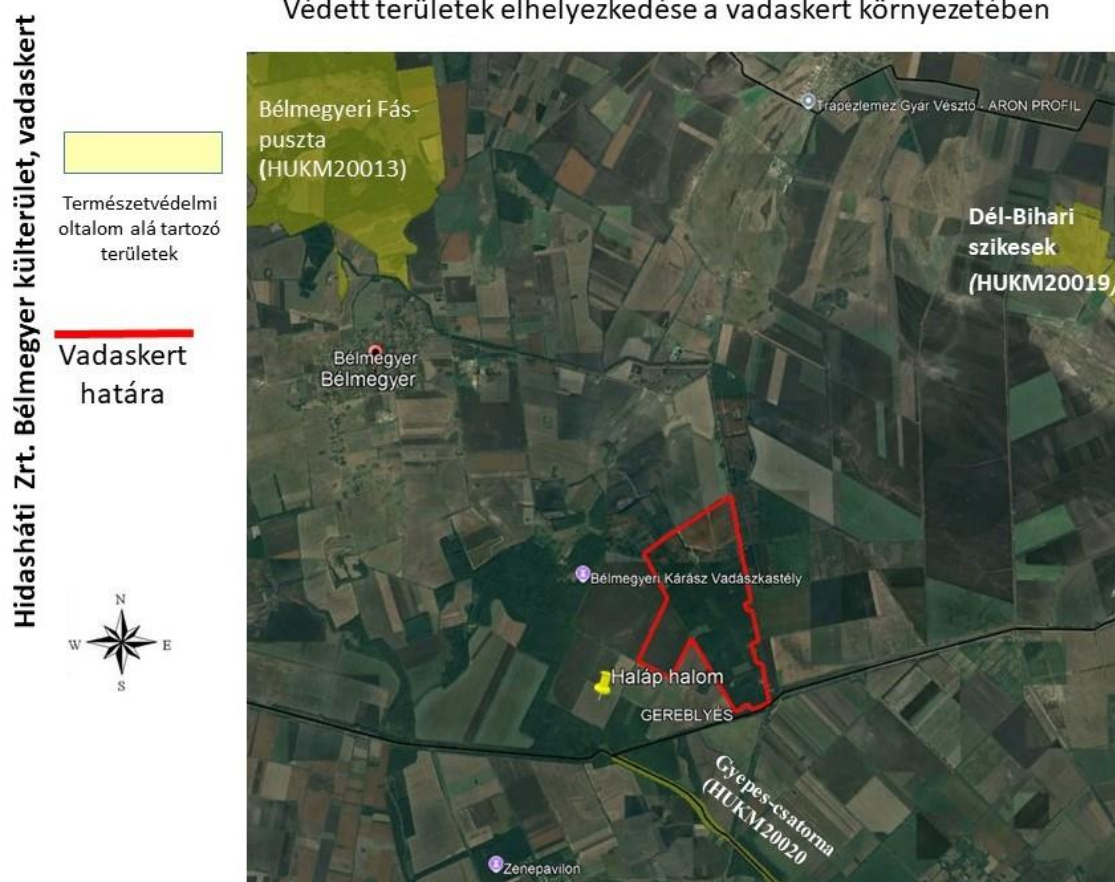 Védett területek elhelyezkedése a vadaskert környezetében
Hidasháti Zrt. Bélmegyer külterület, vadaskert
Természetvédelmi
oltalom alá tartozó
területek
Vadaskert
határa
N
W
E
S
Bélmegyeri Fás-
puszta
(HUKM20013)
Trapézlemez Gyár Vésztő - ARON PROFIL
Dél-Bihari
szikesek
(HUKM20019)
Bélmegyer
Bélmegyer
Bélmegyeri Kárász Vadászkastély
Haláp halom
GEREBLYÉS
Gyepes-csatorna
(HUKM20020
Zenepavilon